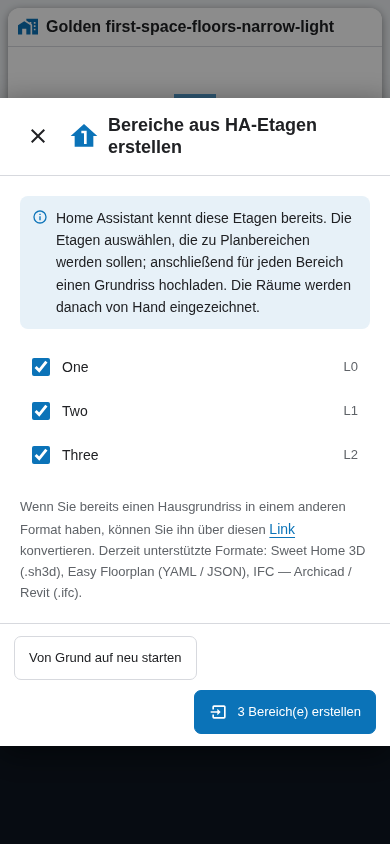 Golden first-space-floors-narrow-light
Bereiche aus HA-Etagen
erstellen
Home Assistant kennt diese Etagen bereits. Die
Etagen auswählen, die zu Planbereichen
werden sollen; anschließend für jeden Bereich
einen Grundriss hochladen. Die Räume werden
danach von Hand eingezeichnet.
One L0
Two L1
Three L2
Wenn Sie bereits einen Hausgrundriss in einem anderen
Format haben, können Sie ihn über diesen Link
konvertieren. Derzeit unterstützte Formate: Sweet Home 3D
(.sh3d), Easy Floorplan (YAML / JSON), IFC — Archicad /
Revit (.ifc).
Von Grund auf neu starten
3 Bereich(e) erstellen